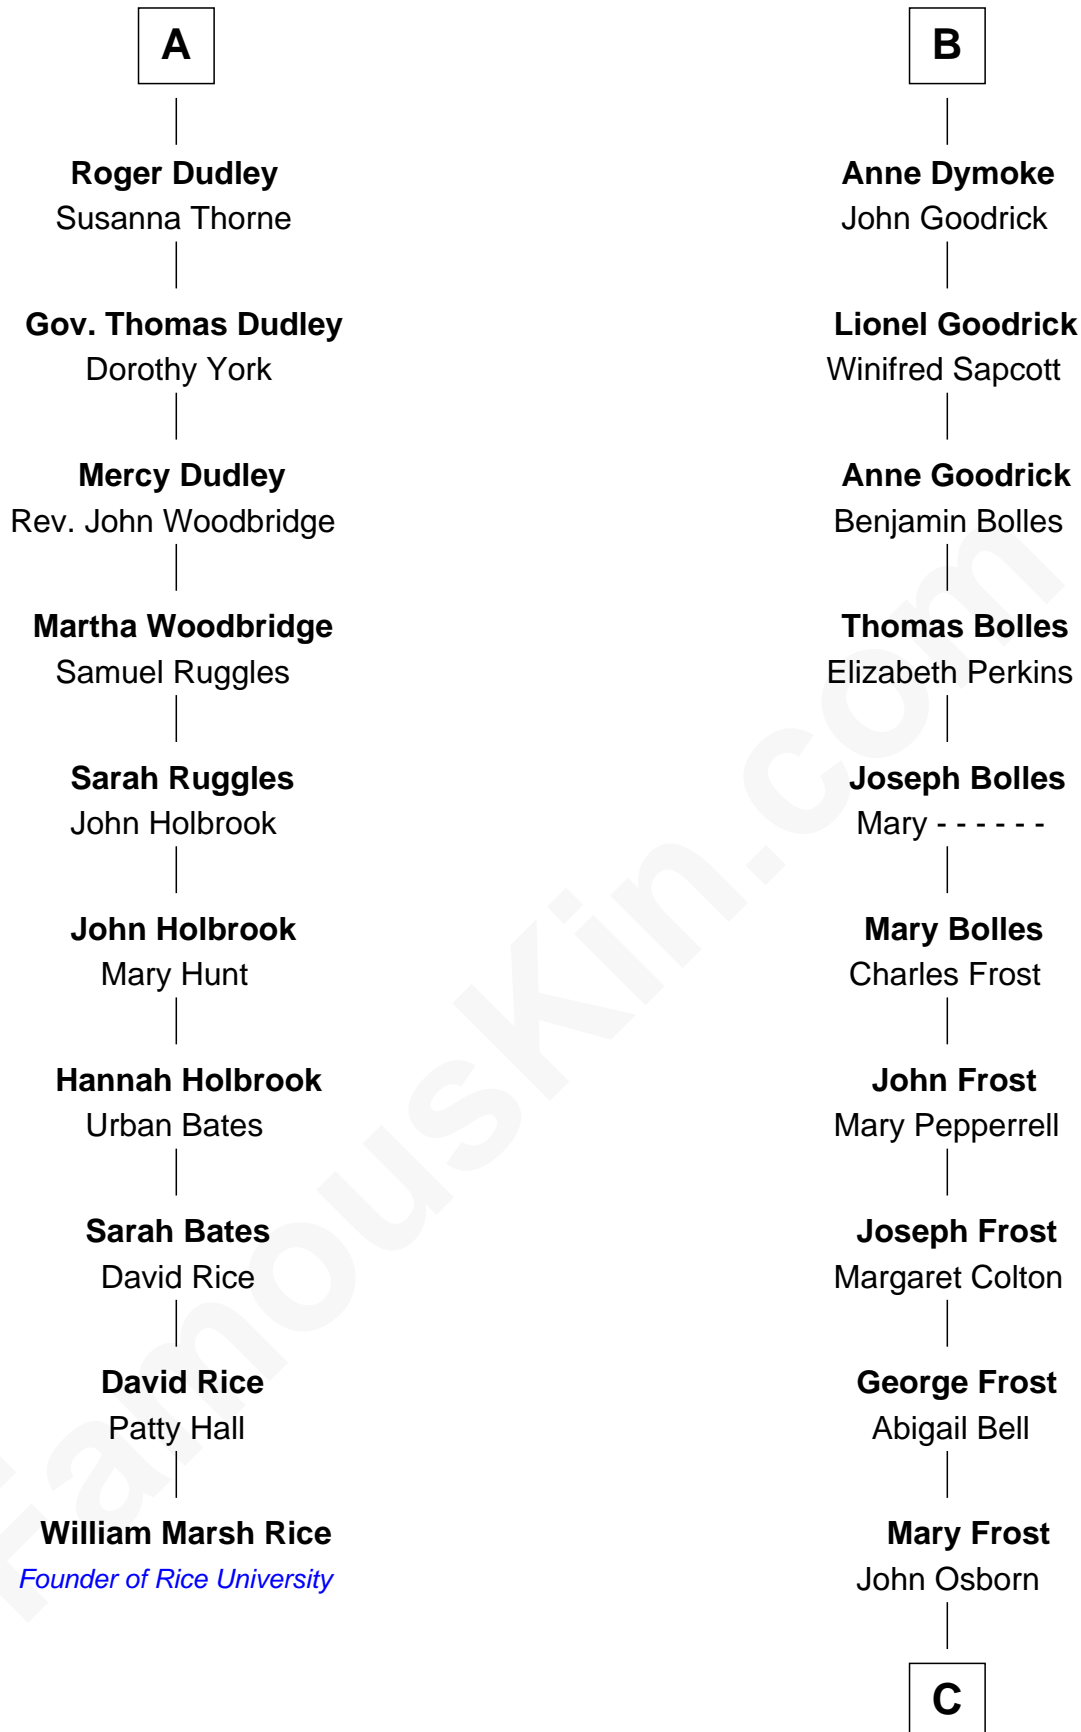 A
Roger Dudley
Susanna Thorne
Gov. Thomas Dudley
Dorothy York
Mercy Dudley
Rev. John Woodbridge
Martha Woodbridge
Samuel Ruggles
Sarah Ruggles
John Holbrook
John Holbrook
Mary Hunt
Hannah Holbrook
Urban Bates
Sarah Bates
David Rice
David Rice
Patty Hall
William Marsh Rice
Founder of Rice University
B
Anne Dymoke
John Goodrick
Lionel Goodrick
Winifred Sapcott
Anne Goodrick
Benjamin Bolles
Thomas Bolles
Elizabeth Perkins
Joseph Bolles
Mary - - - - - -
Mary Bolles
Charles Frost
John Frost
Mary Pepperrell
Joseph Frost
Margaret Colton
George Frost
Abigail Bell
Mary Frost
John Osborn
C
FamousKin.com